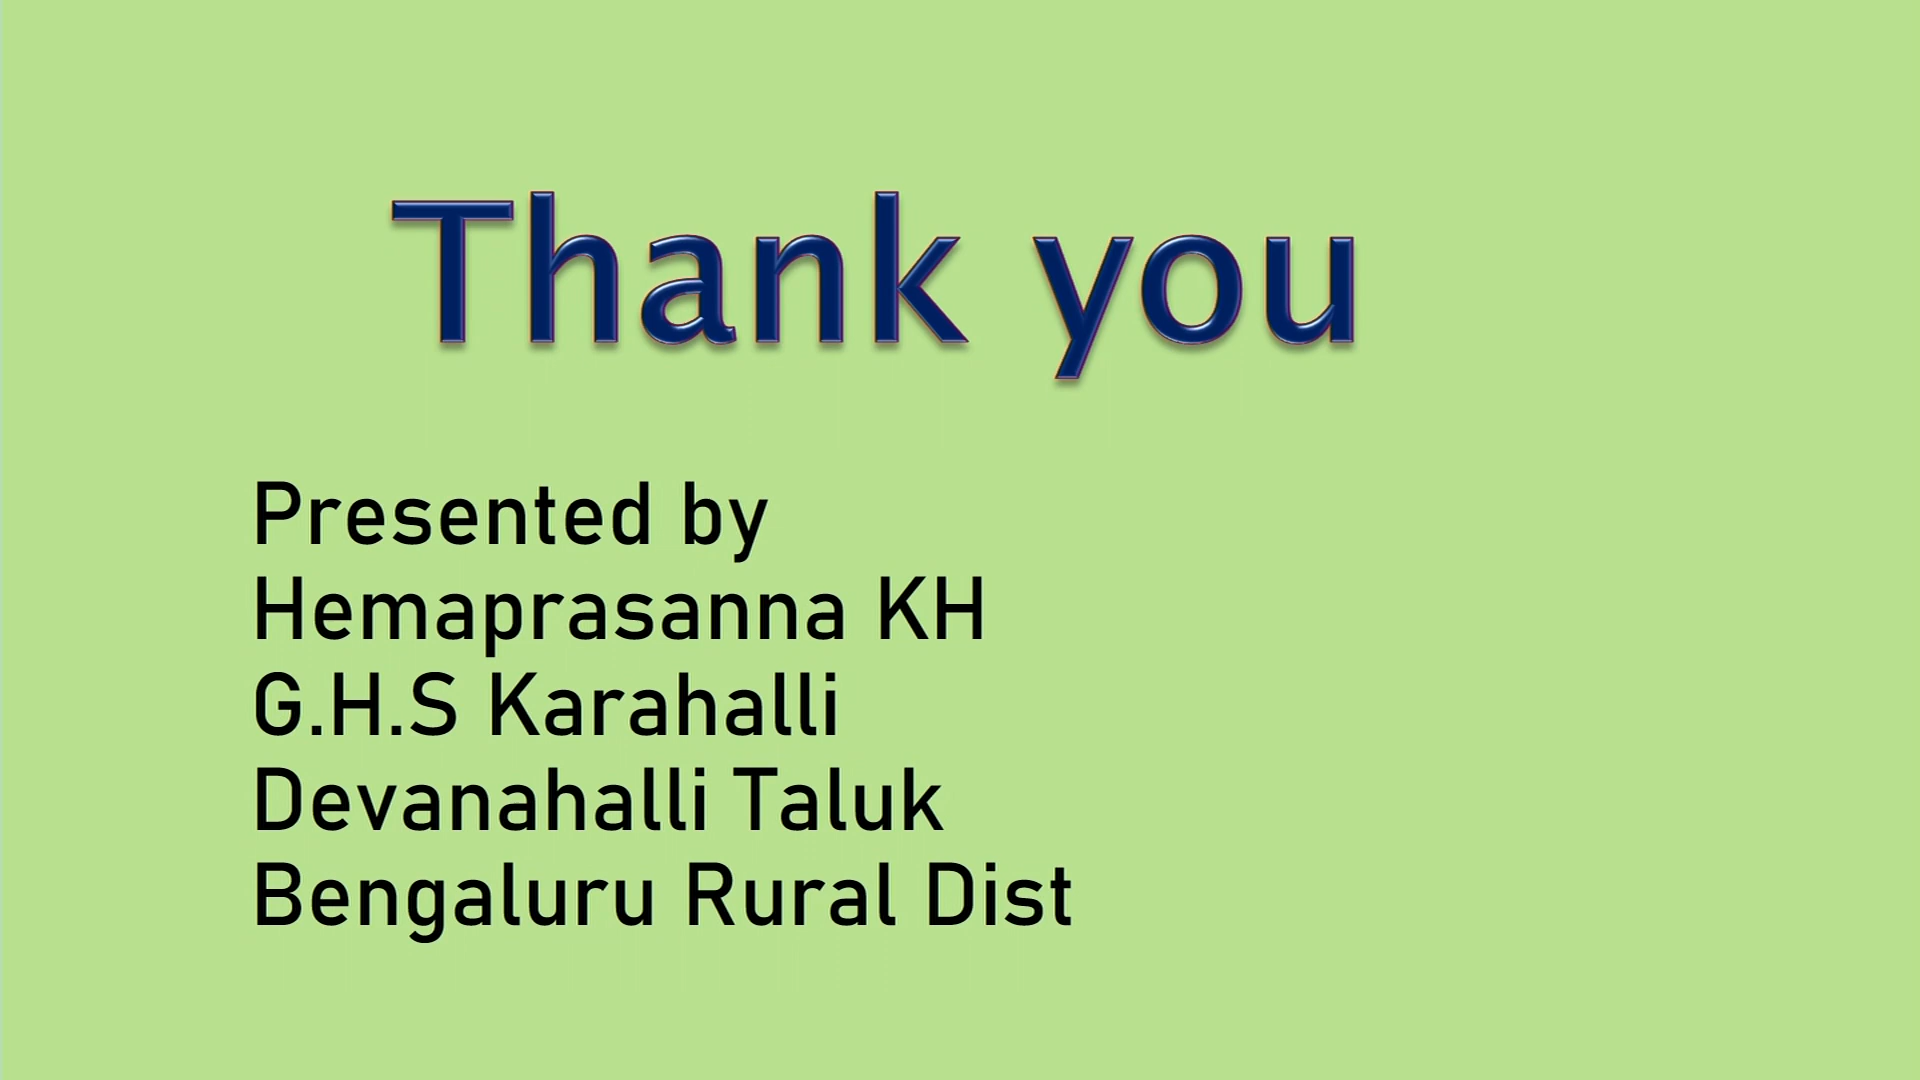 Thank you
Presented by
Hemaprasanna KH
G.H.S Karahalli
Devanahalli Taluk
Bengaluru Rural Dist